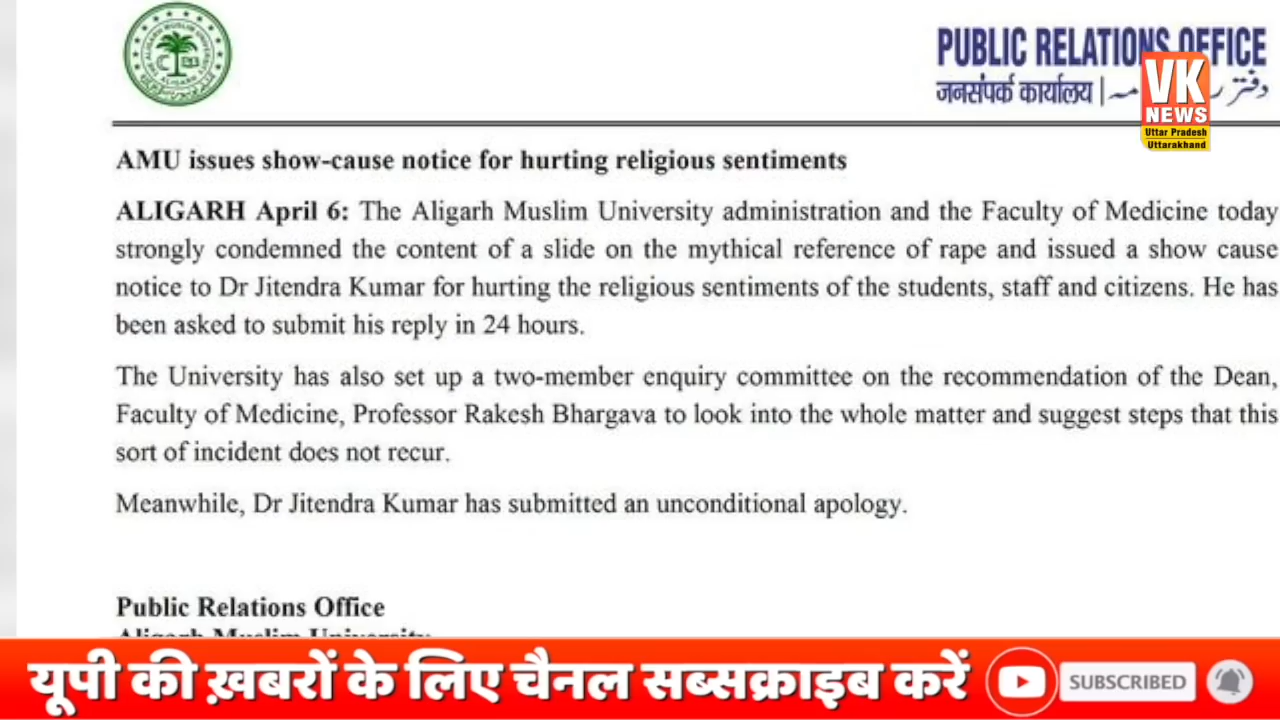 PUBLIC RELATIONS OFFICE
जनसंपर्क कार्यालय
VK
NEWS
Uttar Pradesh
Uttarakhand
AMU issues show-cause notice for hurting religious sentiments
ALIGARH April 6: The Aligarh Muslim University administration and the Faculty of Medicine today
strongly condemned the content of a slide on the mythical reference of rape and issued a show cause
notice to Dr Jitendra Kumar for hurting the religious sentiments of the students, staff and citizens. He has
been asked to submit his reply in 24 hours.
The University has also set up a two-member enquiry committee on the recommendation of the Dean,
Faculty of Medicine, Professor Rakesh Bhargava to look into the whole matter and suggest steps that this
sort of incident does not recur.
Meanwhile, Dr Jitendra Kumar has submitted an unconditional apology.
Public Relations Office
Aligarh Muslim University
यूपी की ख़बरों के लिए चैनल सब्सक्राइब करें
SUBSCRIBED